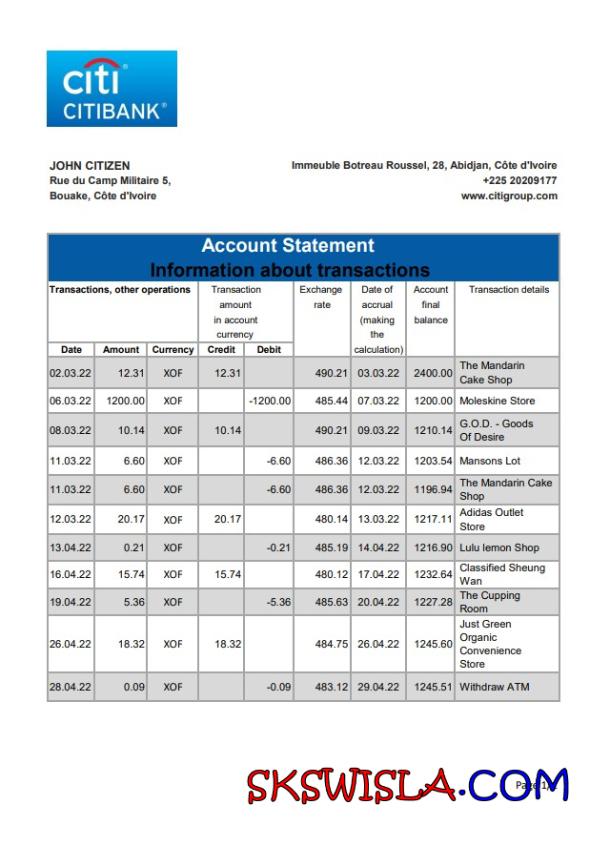 citi®
CITIBANK®
JOHN CITIZEN
Rue du Camp Militaire 5,
Bouake, Côte d'Ivoire
Immeuble Botreau Roussel, 28, Abidjan, Côte d'Ivoire
+225 20209177
www.citigroup.com
Account Statement
Information about transactions
Transactions, other operations
Transaction
amount
in account
currency
Exchange
rate
Date of
accrual
(making
the
calculation)
Account
final
balance
Transaction details
Date Amount Currency Credit Debit
02.03.22 12.31 XOF 12.31 490.21 03.03.22 2400.00 The Mandarin
Cake Shop
06.03.22 1200.00 XOF -1200.00 485.44 07.03.22 1200.00 Moleskine Store
08.03.22 10.14 XOF 10.14 490.21 09.03.22 1210.14 G.O.D. - Goods
Of Desire
11.03.22 6.60 XOF -6.60 486.36 12.03.22 1203.54 Mansons Lot
11.03.22 6.60 XOF -6.60 486.36 12.03.22 1196.94 The Mandarin Cake
Shop
12.03.22 20.17 XOF 20.17 480.14 13.03.22 1217.11 Adidas Outlet
Store
13.04.22 0.21 XOF -0.21 485.19 14.04.22 1216.90 Lulu lemon Shop
16.04.22 15.74 XOF 15.74 480.12 17.04.22 1232.64 Classified Sheung
Wan
19.04.22 5.36 XOF -5.36 485.63 20.04.22 1227.28 The Cupping
Room
26.04.22 18.32 XOF 18.32 484.75 26.04.22 1245.60 Just Green
Organic
Convenience
Store
28.04.22 0.09 XOF -0.09 483.12 29.04.22 1245.51 Withdraw ATM
SKSWISLA.COM
Page